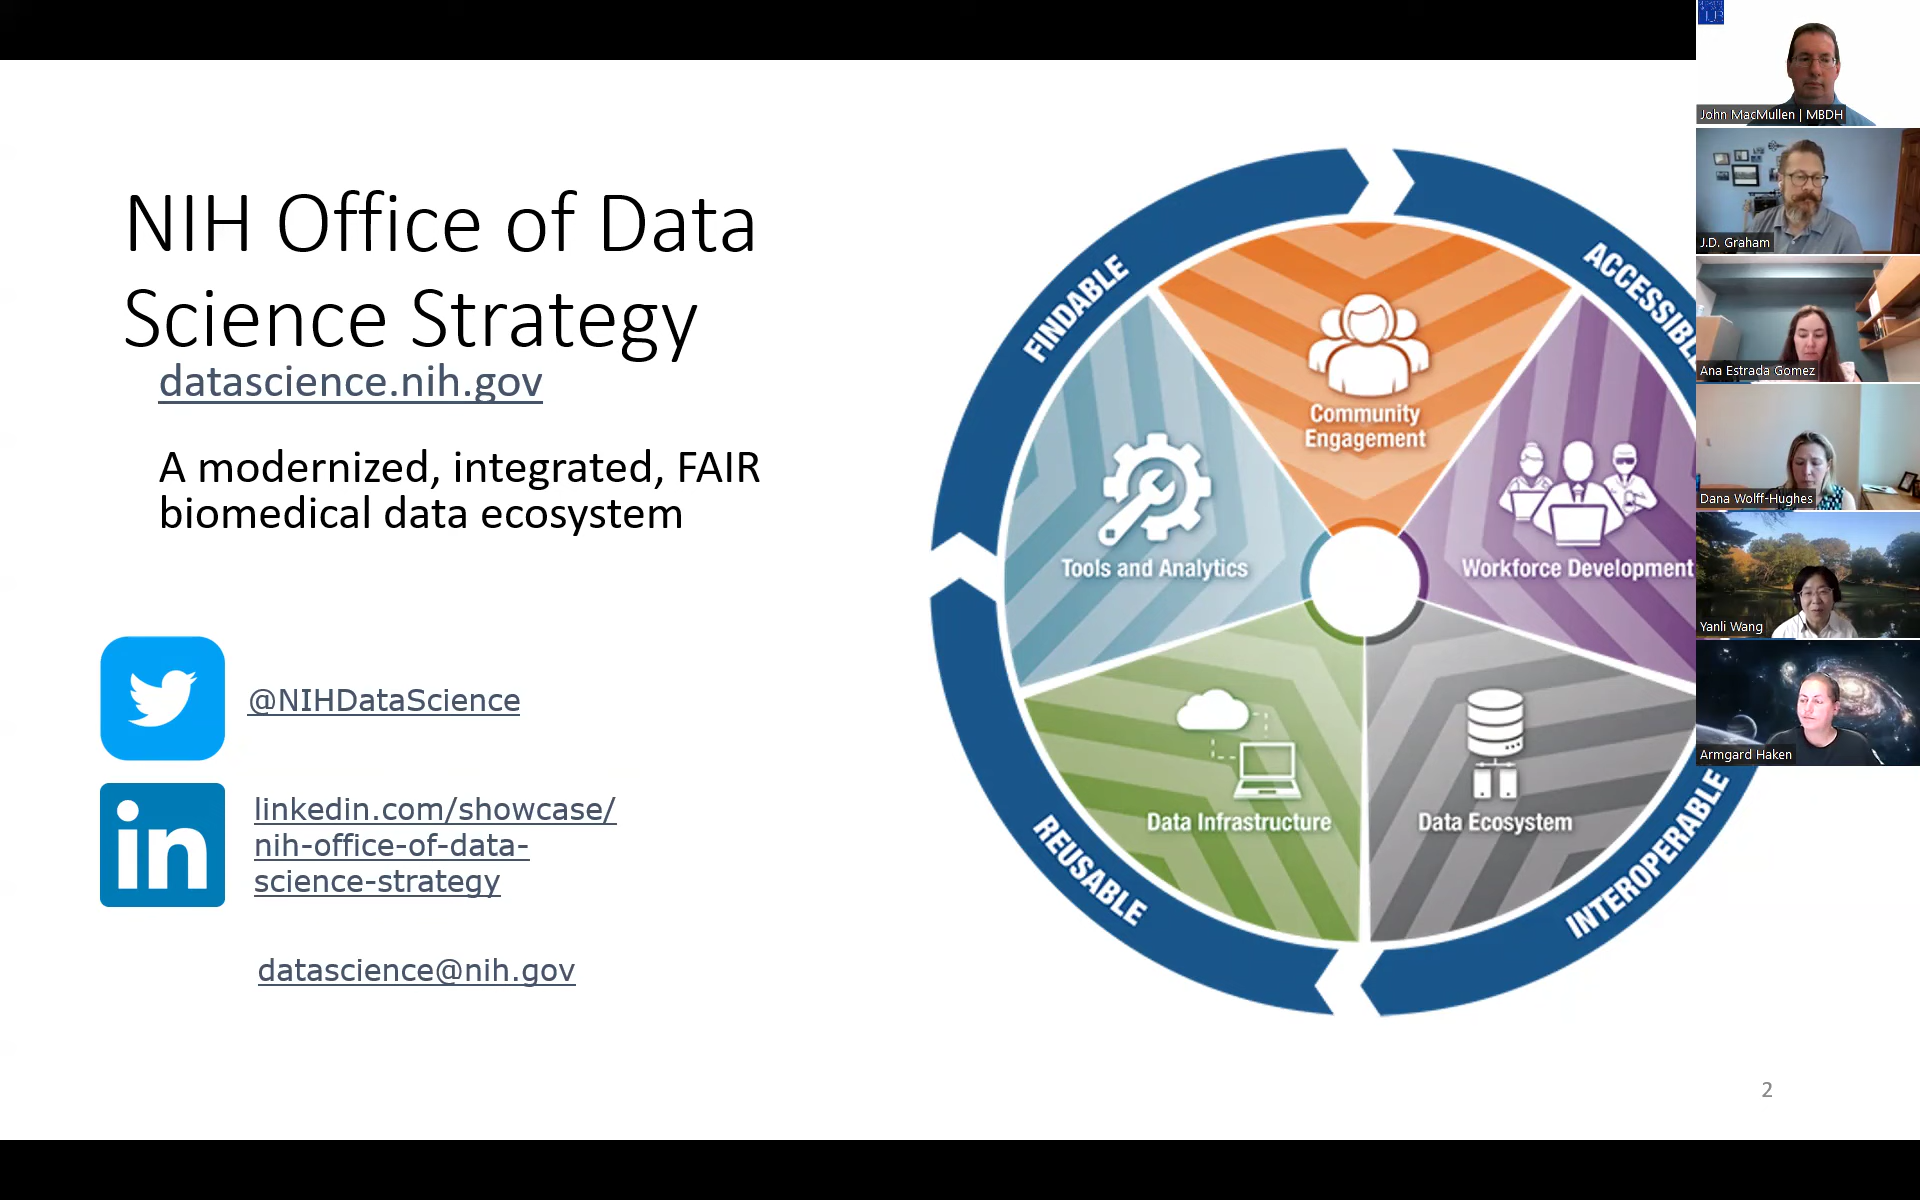 NIH Office of Data
Science Strategy
datascience.nih.gov
A modernized, integrated, FAIR
biomedical data ecosystem
@NIHDataScience
linkedin.com/showcase/
nih-office-of-data-
science-strategy
datascience@nih.gov
FINDABLE
ACCESSIBL
INTEROPERABLE
REUSABLE
Community
Engagement
Tools and Analytics
Workforce Development
Data Infrastructure
Data Ecosystem
2
John MacMullen | MBDH
J.D. Graham
Ana Estrada Gomez
Dana Wolff-Hughes
Yanli Wang
Armgard Haken